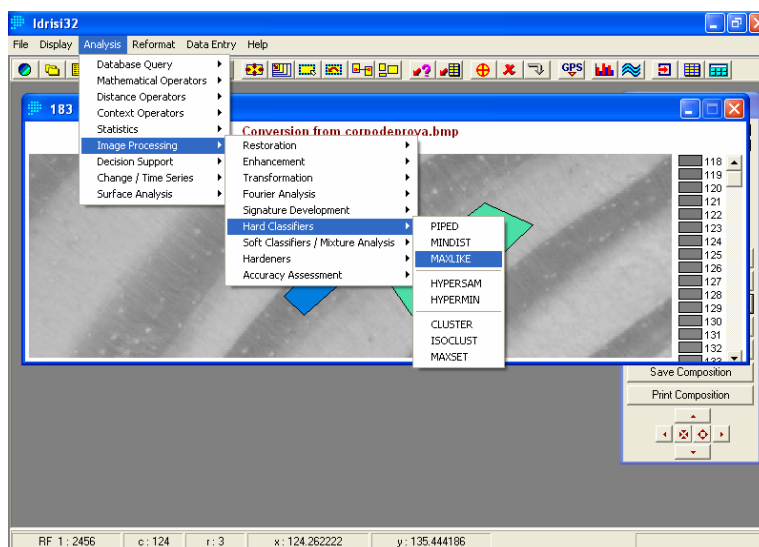 Idrisi32
File Display Analysis Reformat Data Entry Help
Database Query
Mathematical Operators
Distance Operators
Context Operators
Statistics
Image Processing
Decision Support
Change / Time Series
Surface Analysis
GPS
183
Conversion from corpodeprova.bmp
Restoration
Enhancement
Transformation
Fourier Analysis
Signature Development
Hard Classifiers
Soft Classifiers / Mixture Analysis
Hardeners
Accuracy Assessment
PIPED
MINDIST
MAXLIKE
HYPERSAM
HYPERMIN
CLUSTER
ISOCLUST
MAXSET
118
119
120
121
122
123
124
125
126
127
128
129
130
131
132
133
Save Composition
Print Composition
RF 1 : 2456 c : 124 r : 3 x : 124.262222 y : 135.444186